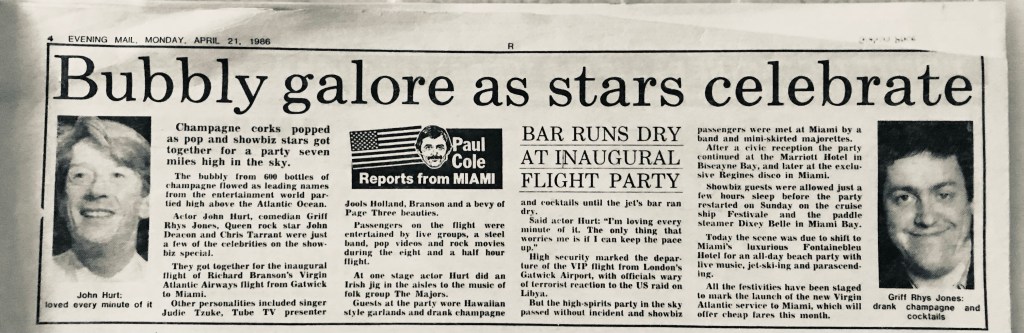 4 EVENING MAIL, MONDAY, APRIL 21, 1986
R
Bubbly galore as stars celebrate
John Hurt:
loved every minute of it
Champagne corks popped
as pop and showbiz stars got
together for a party seven
miles high in the sky.
The bubbly from 600 bottles of
champagne flowed as leading names
from the entertainment world par-
tied high above the Atlantic Ocean.
Actor John Hurt, comedian Griff
Rhys Jones, Queen rock star John
Deacon and Chris Tarrant were just
a few of the celebrities on the show-
biz special.
They got together for the inaugural
flight of Richard Branson's Virgin
Atlantic Airways flight from Gatwick
to Miami.
Other personalities included singer
Judie Tzuke, Tube TV presenter
Paul
Cole
Reports from MIAMI
Jools Holland, Branson and a bevy of
Page Three beauties.
Passengers on the flight were
entertained by live groups, a steel
band, pop videos and rock movies
during the eight and a half hour
flight.
At one stage actor Hurt did an
Irish jig in the aisles to the music of
folk group The Majors.
Guests at the party wore Hawaiian
style garlands and drank champagne
BAR RUNS DRY
AT INAUGURAL
FLIGHT PARTY
and cocktails until the jet's bar ran
dry.
Said actor Hurt: "I'm loving every
minute of it. The only thing that
worries me is if I can keep the pace
up."
High security marked the depar-
ture of the VIP flight from London's
Gatwick Airport, with officials wary
of terrorist reaction to the US raid on
Libya.
But the high-spirits party in the sky
passed without incident and showbiz
passengers were met at Miami by a
band and mini-skirted majorettes.
After a civic reception the party
continued at the Marriott Hotel in
Biscayne Bay, and later at the exclu-
sive Regines disco in Miami.
Showbiz guests were allowed just a
few hours sleep before the party
restarted on Sunday on the cruise
ship Festivale and the paddle
steamer Dixey Belle in Miami Bay.
Today the scene was due to shift to
Miami's luxurious Fontainebleu
Hotel for an all-day beach party with
live music, jet-ski-ing and parascend-
ing.
All the festivities have been staged
to mark the launch of the new Virgin
Atlantic service to Miami, which will
offer cheap fares this month.
Griff Rhys Jones:
drank champagne and
cocktails